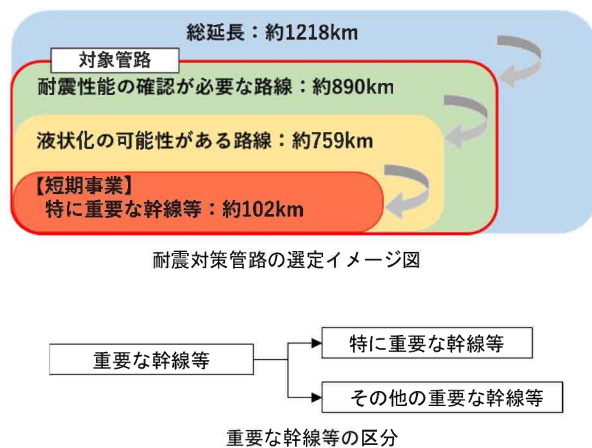 総延長：約1218km
対象管路
耐震性能の確認が必要な路線：約890km
液状化の可能性がある路線：約759km
【短期事業】
特に重要な幹線等：約102km
耐震対策管路の選定イメージ図
特に重要な幹線等
重要な幹線等
その他の重要な幹線等
重要な幹線等の区分